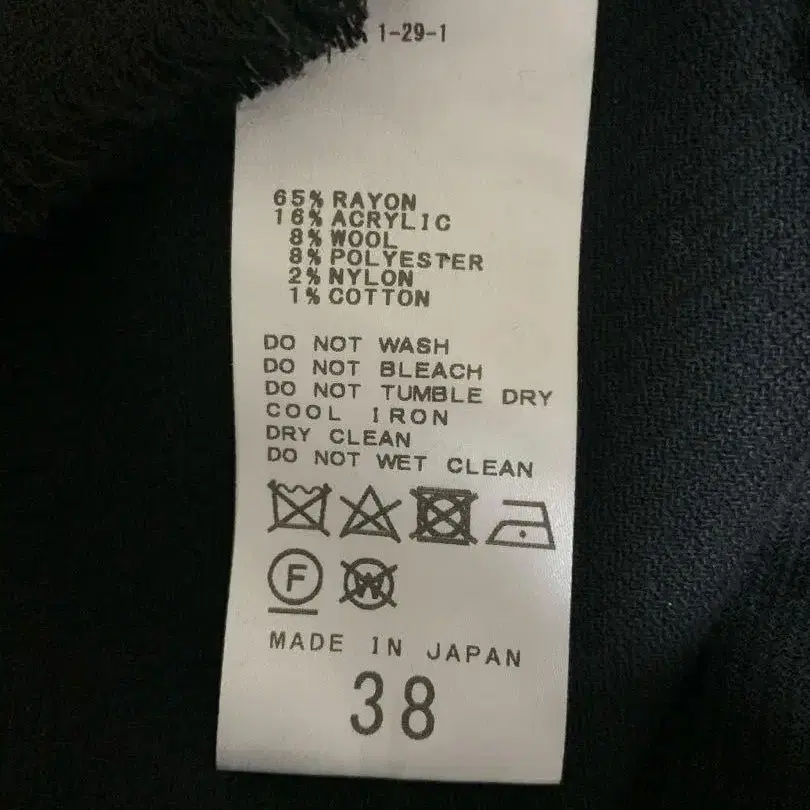 1-29-1
65% RAYON
16% ACRYLIC
8% WOOL
8% POLYESTER
2% NYLON
1% COTTON
DO NOT WASH
DO NOT BLEACH
DO NOT TUMBLE DRY
COOL IRON
DRY CLEAN
DO NOT WET CLEAN
F W
MADE IN JAPAN
38